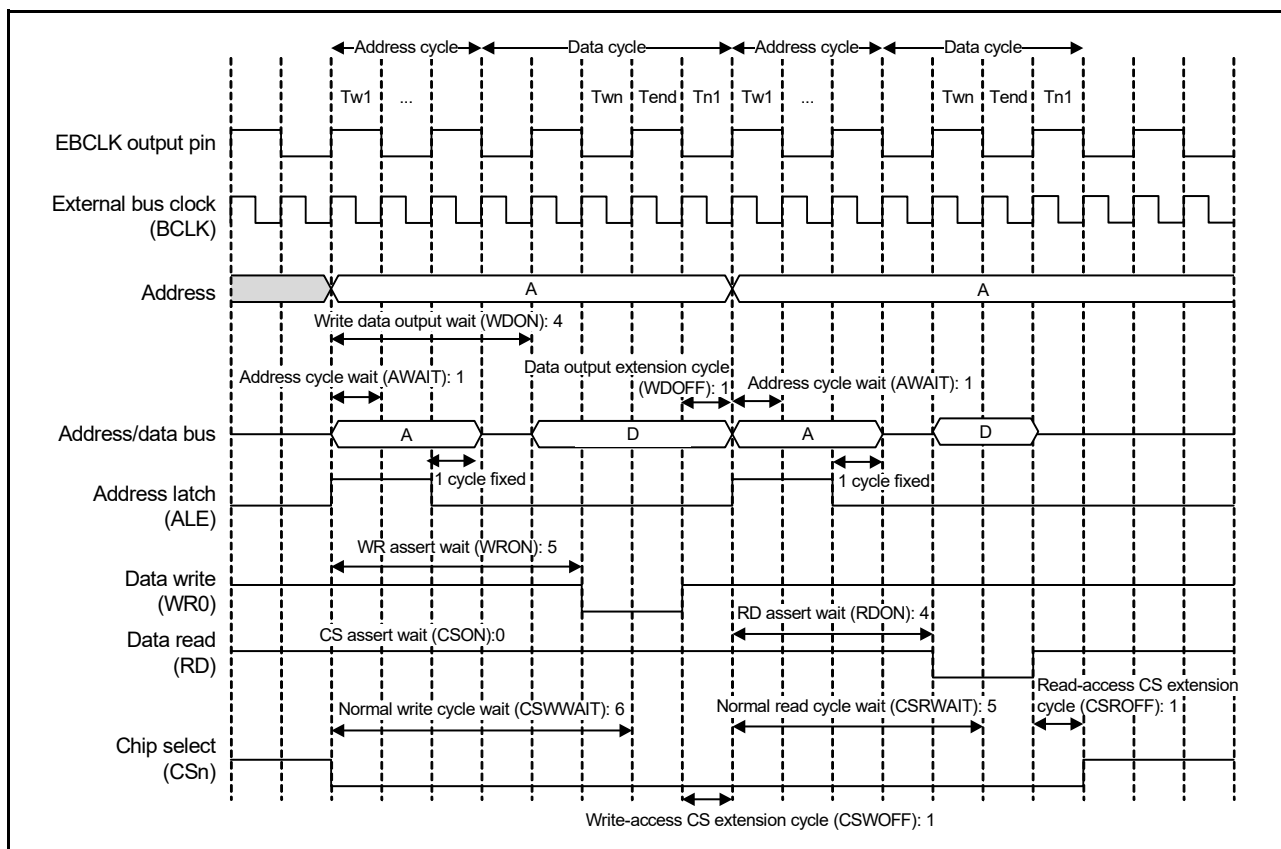 Address cycle Data cycle Address cycle Data cycle
Tw1 ... Twn Tend Tn1 Tw1 ... Twn Tend Tn1
EBCLK output pin
External bus clock
(BCLK)
Address
A A
Write data output wait (WDON): 4
Address cycle wait (AWAIT): 1
Data output extension cycle
(WDOFF): 1
Address cycle wait (AWAIT): 1
Address/data bus
A D A D
1 cycle fixed 1 cycle fixed
Address latch
(ALE)
WR assert wait (WRON): 5
Data write
(WR0)
RD assert wait (RDON): 4
CS assert wait (CSON):0
Data read
(RD)
Read-access CS extension
cycle (CSROFF): 1
Normal write cycle wait (CSWWAIT): 6
Normal read cycle wait (CSRWAIT): 5
Chip select
(CSn)
Write-access CS extension cycle (CSWOFF): 1